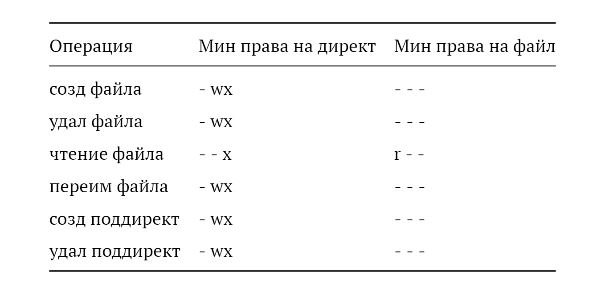 Операция Мин права на директ Мин права на файл
созд файла - wx - - -
удал файла - wx - - -
чтение файла - - x r - -
переим файла - wx - - -
созд поддирект - wx - - -
удал поддирект - wx - - -